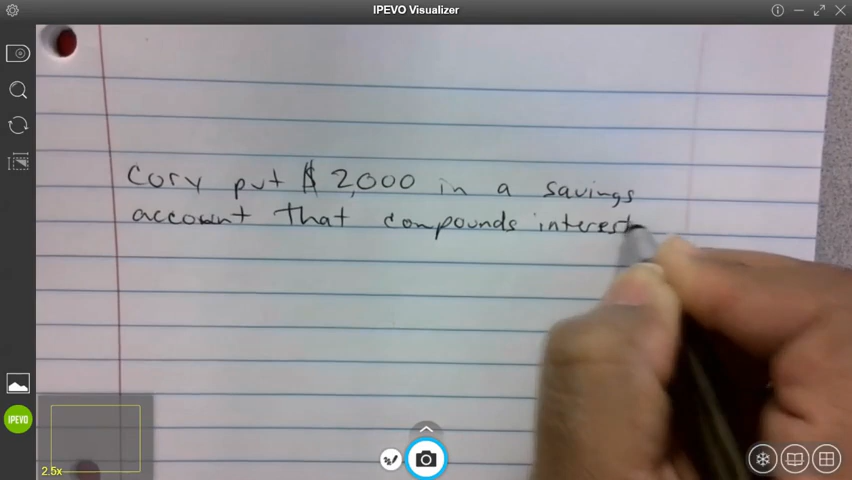 IPEVO Visualizer
Cory put $2,000 in a savings
account that compounds interest
IPEVO
2.5x